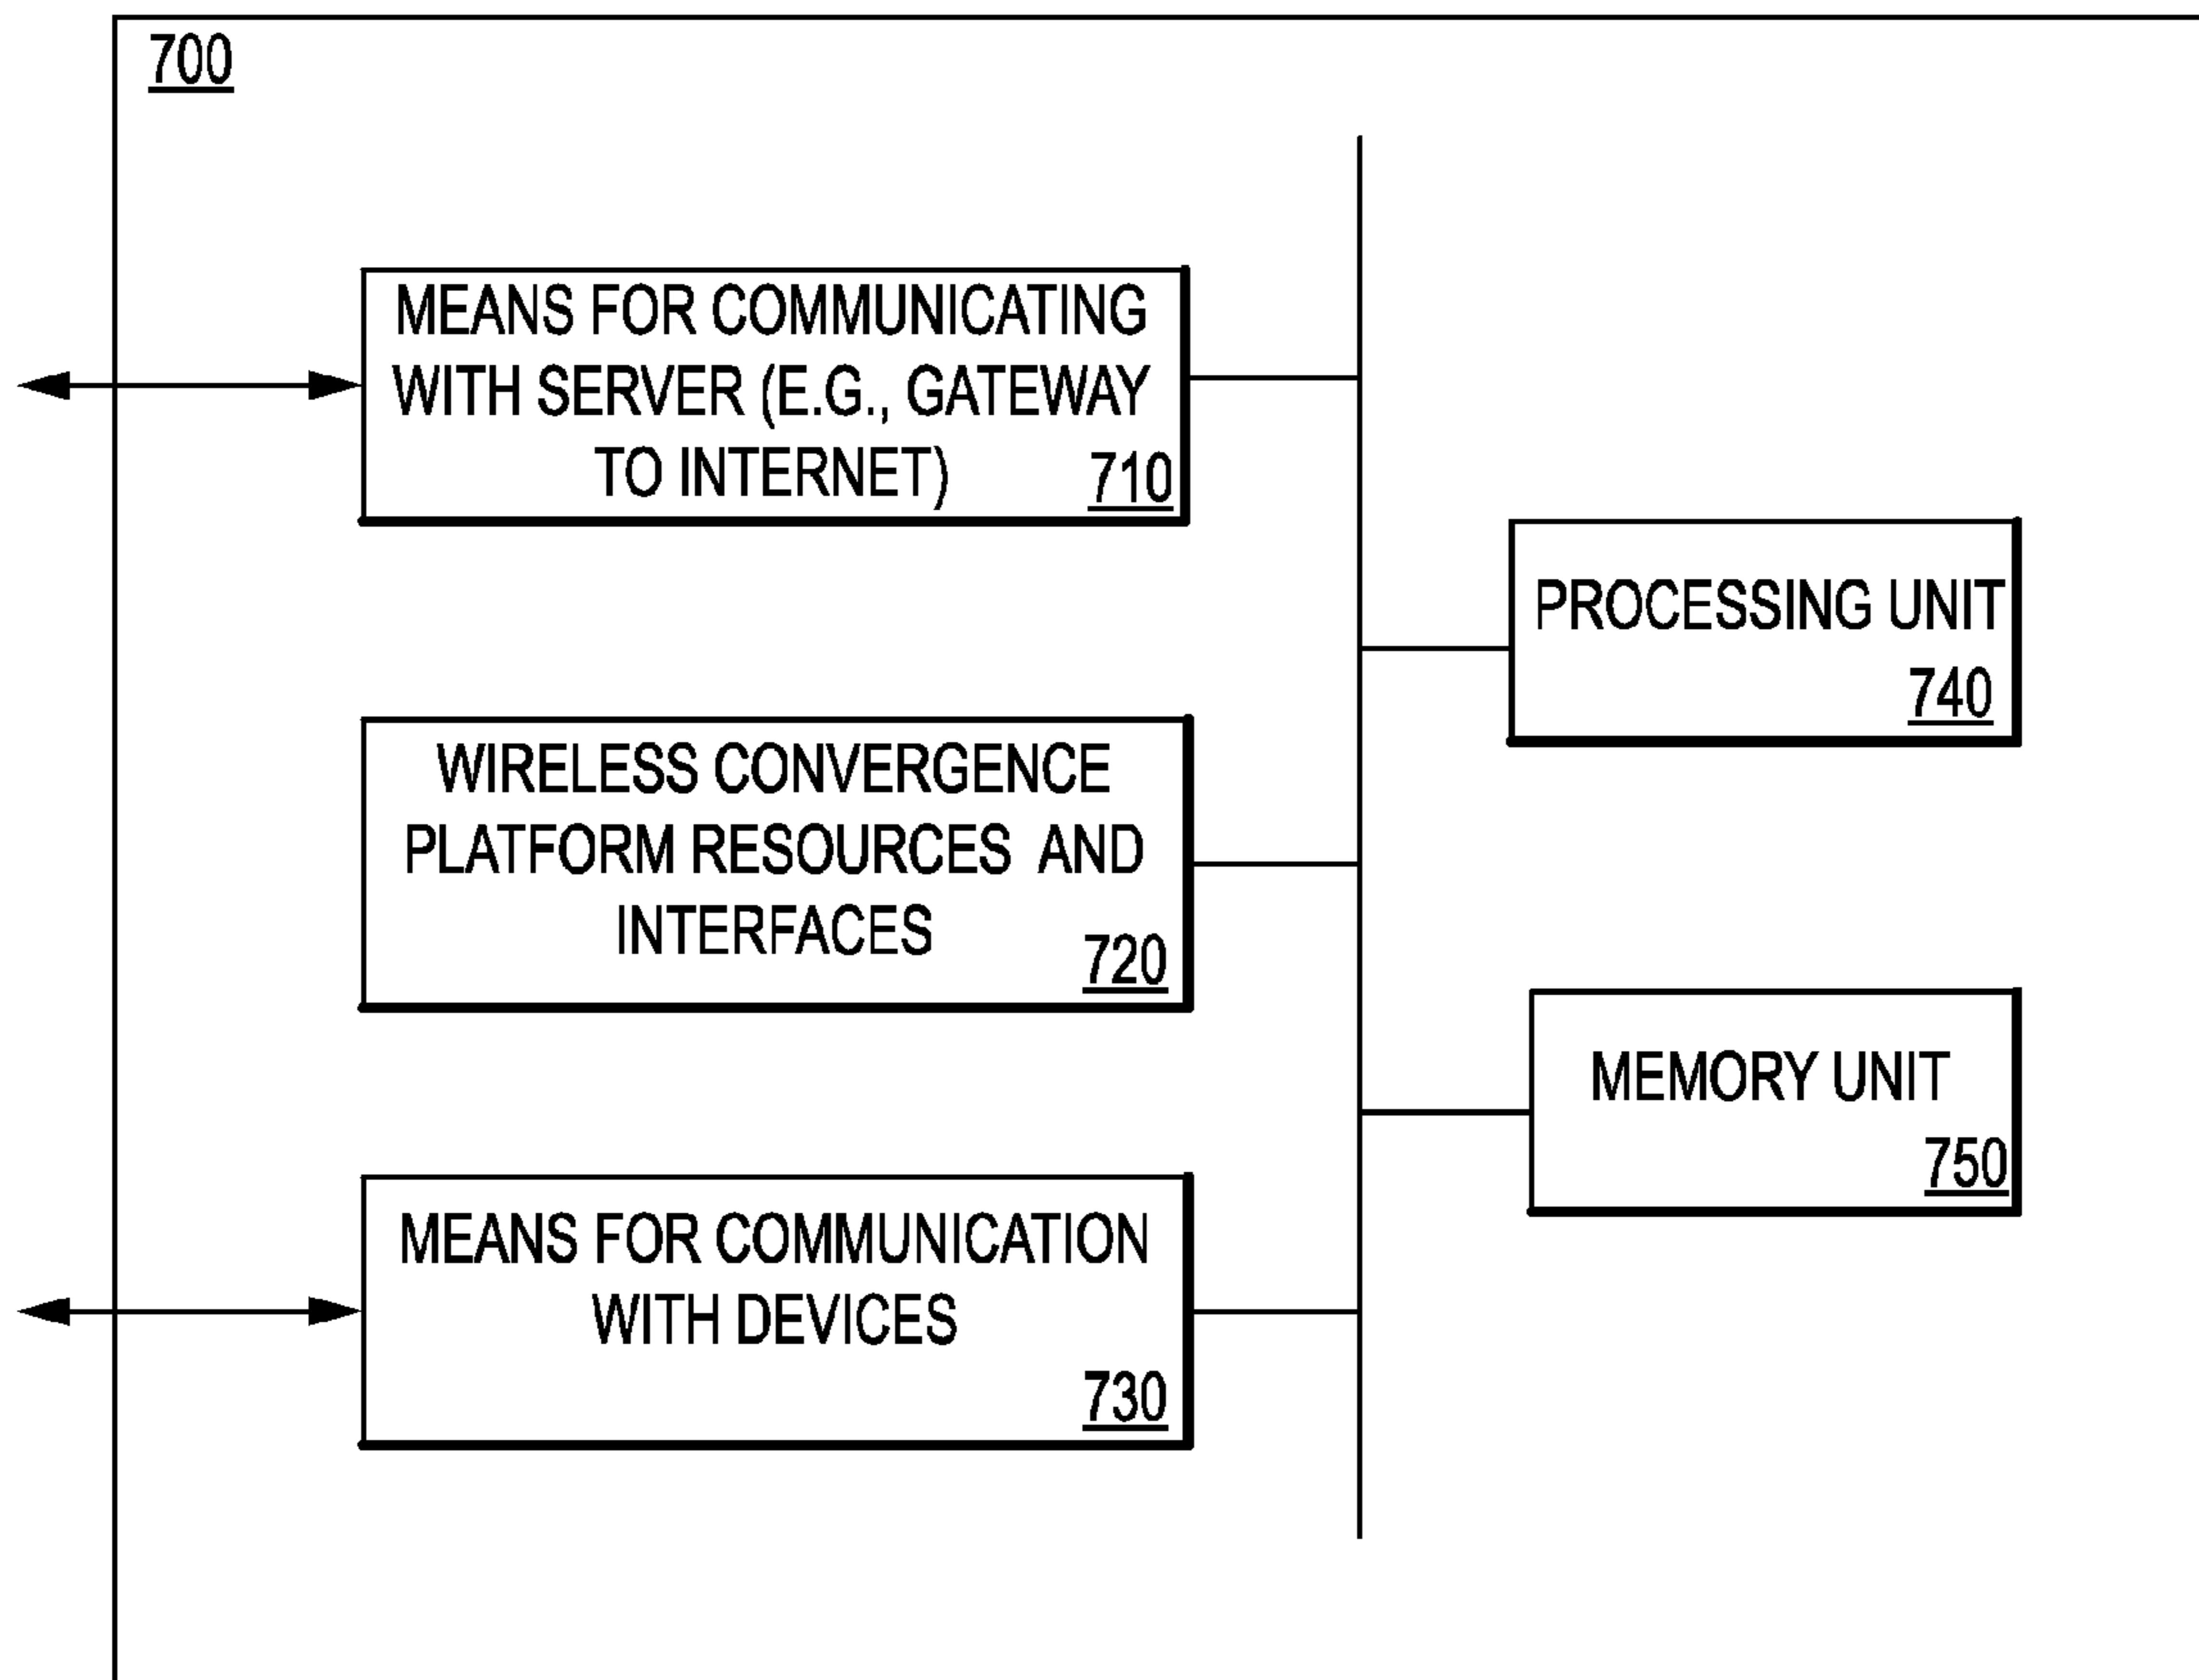 700
MEANS FOR COMMUNICATING
WITH SERVER (E.G., GATEWAY
TO INTERNET)
710
PROCESSING UNIT
740
WIRELESS CONVERGENCE
PLATFORM RESOURCES AND
INTERFACES
720
MEMORY UNIT
750
MEANS FOR COMMUNICATION
WITH DEVICES
730